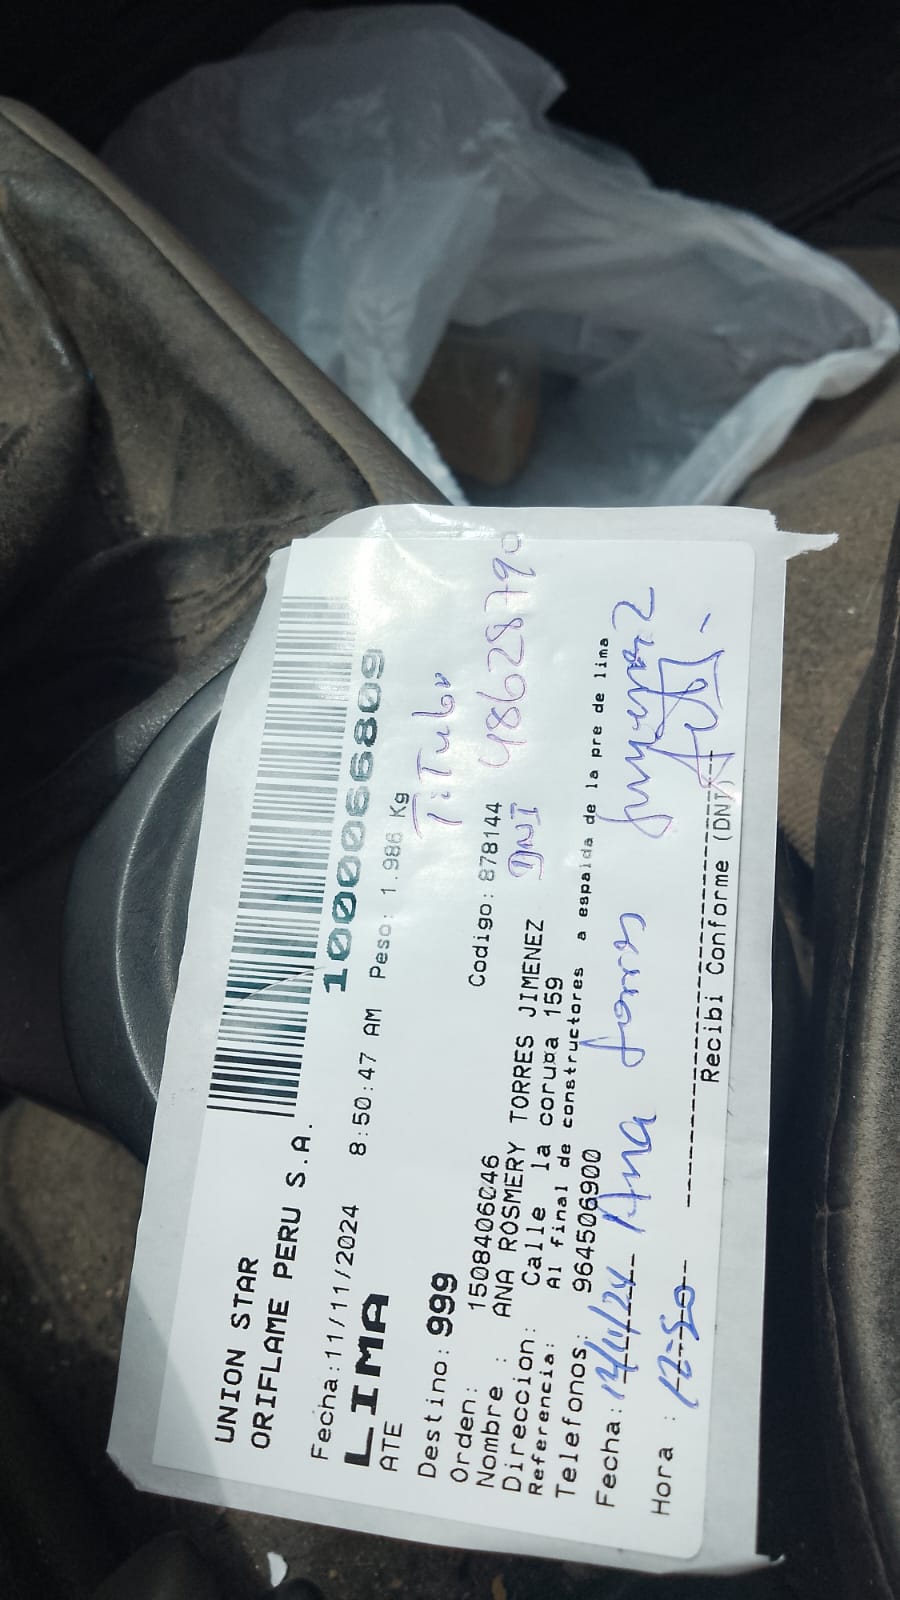 UNION STAR
ORIFLAME PERU S.A.
1000066809
Fecha:11/11/2024 8:50:47 AM Peso: 1.986 Kg
LIMA
ATE
Titular
Destino: 999
Orden: 1508406046 Codigo: 878144 48628790
Nombre : ANA ROSMERY TORRES JIMENEZ DNI
Direccion: Calle la coruna 159
Referencia: Al final de constructores a espalda de la pre de lima
Telefonos: 964506900
Fecha: 12/11/24 Ana Torres Jimenez
Hora : 12:50
Recibi Conforme (DNI)